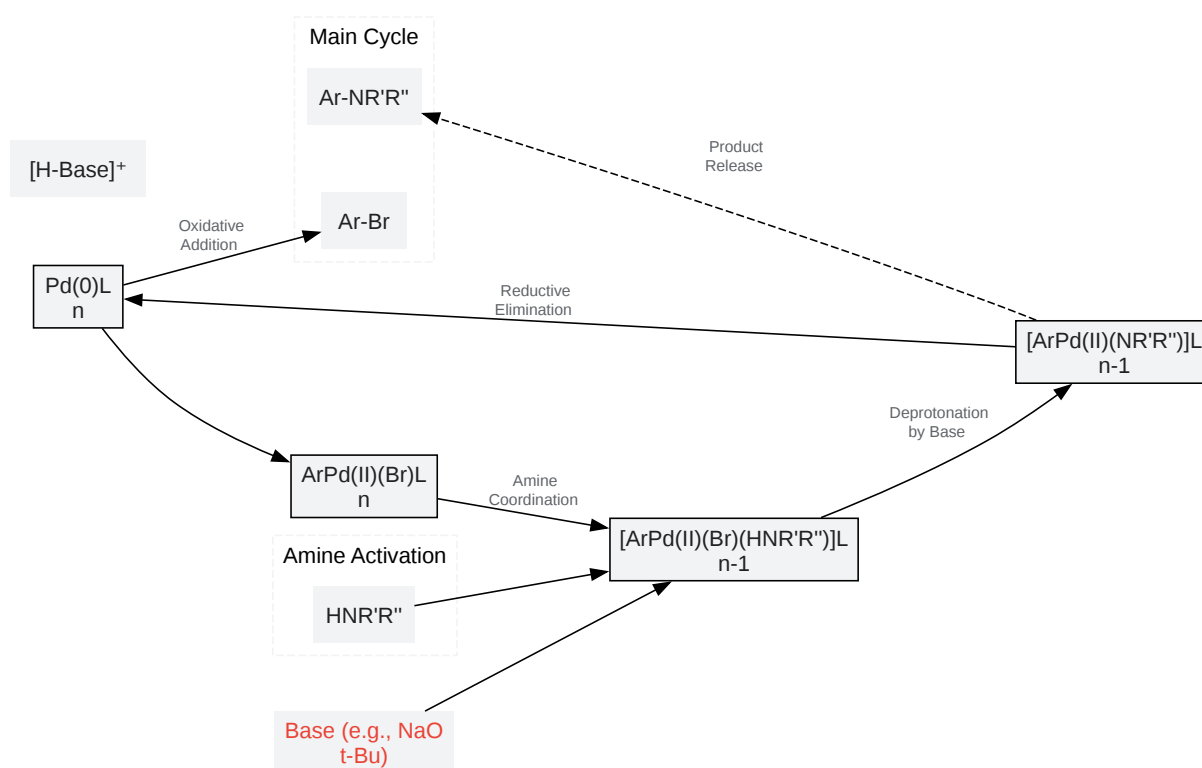 Main Cycle
Ar-NR'R"
[H-Base]⁺
Product
Release
Ar-Br
Oxidative
Addition
Pd(0)L
n
Reductive
Elimination
[ArPd(II)(NR'R")]L
n-1
Deprotonation
by Base
ArPd(II)(Br)L
n
Amine
Coordination
[ArPd(II)(Br)(HNR'R")]L
n-1
Amine Activation
HNR'R"
Base (e.g., NaO
t-Bu)